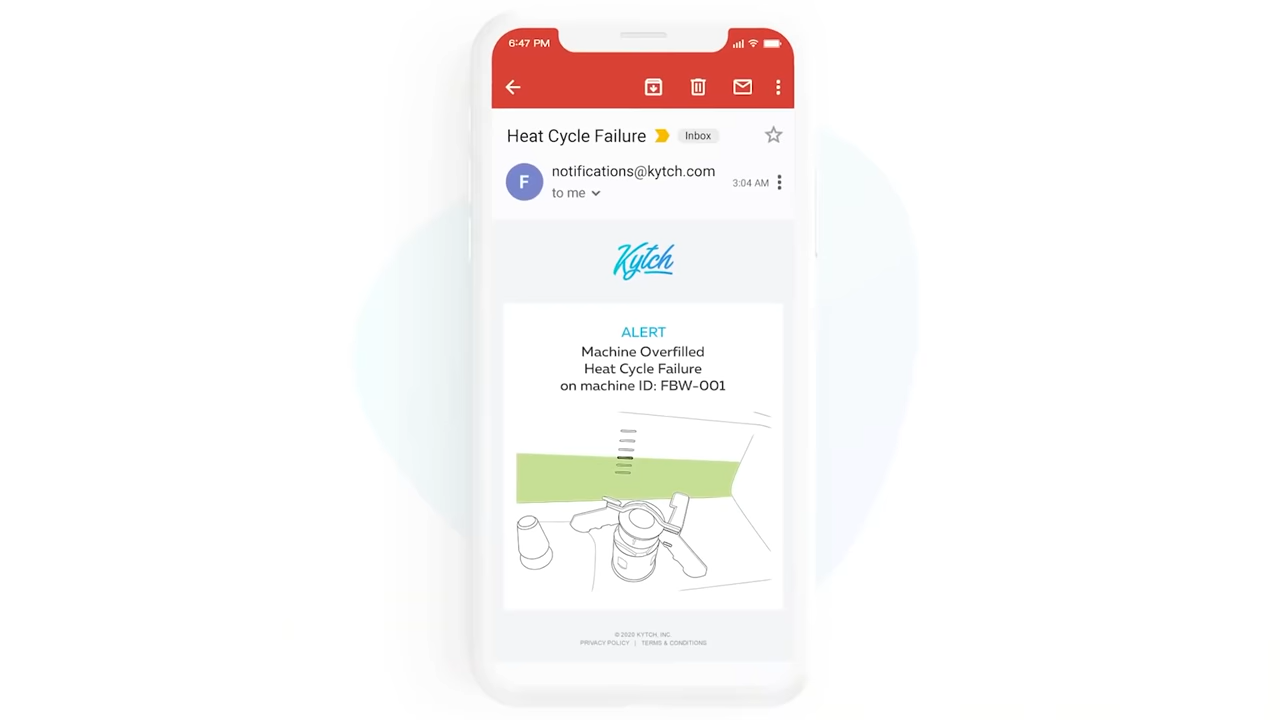 6:47 PM
Heat Cycle Failure Inbox
F notifications@kytch.com 3:04 AM
to me
Kytch
ALERT
Machine Overfilled
Heat Cycle Failure
on machine ID: FBW-001
© 2020 KYTCH, INC
PRIVACY POLICY | TERMS & CONDITIONS